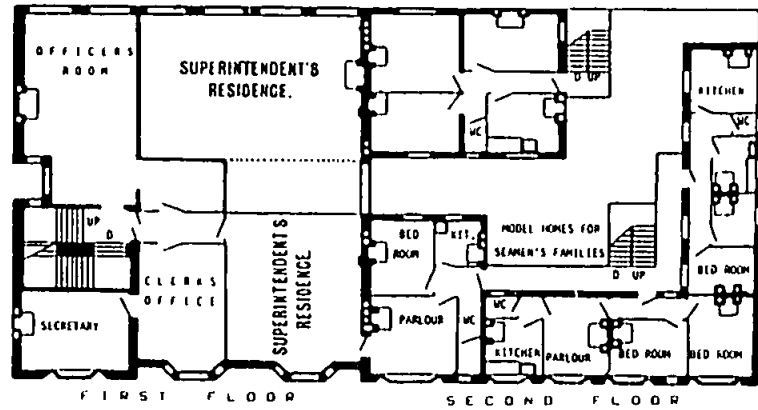 OFFICERS
ROOM
SUPERINTENDENT'S
RESIDENCE.
UP
D
CLERKS
OFFICE
SECRETARY
SUPERINTENDENT'S
RESIDENCE.
D UP
WC
KITCHEN
WC
BED
ROOM
KIT.
MODEL HOMES FOR
SEAMEN'S FAMILIES
D UP
BED ROOM
PARLOUR
WC
WC
KITCHEN
PARLOUR
BED ROOM
BED ROOM
FIRST FLOOR
SECOND FLOOR